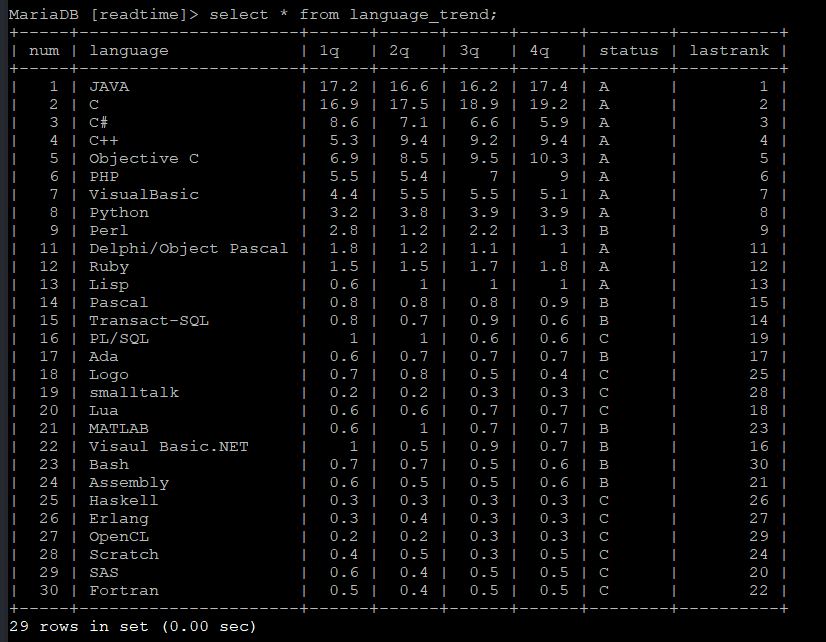 MariaDB [readtime]> select * from language_trend;
+-----+-----------------------+------+------+------+------+--------+----------+
| num | language              | 1q   | 2q   | 3q   | 4q   | status | lastrank |
+-----+-----------------------+------+------+------+------+--------+----------+
|   1 | JAVA                  | 17.2 | 16.6 | 16.2 | 17.4 | A      |        1 |
|   2 | C                     | 16.9 | 17.5 | 18.9 | 19.2 | A      |        2 |
|   3 | C#                    |  8.6 |  7.1 |  6.6 |  5.9 | A      |        3 |
|   4 | C++                   |  5.3 |  9.4 |  9.2 |  9.4 | A      |        4 |
|   5 | Objective C           |  6.9 |  8.5 |  9.5 | 10.3 | A      |        5 |
|   6 | PHP                   |  5.5 |  5.4 |    7 |    9 | A      |        6 |
|   7 | VisualBasic           |  4.4 |  5.5 |  5.5 |  5.1 | A      |        7 |
|   8 | Python                |  3.2 |  3.8 |  3.9 |  3.9 | A      |        8 |
|   9 | Perl                  |  2.8 |  1.2 |  2.2 |  1.3 | B      |        9 |
|  11 | Delphi/Object Pascal  |  1.8 |  1.2 |  1.1 |    1 | A      |       11 |
|  12 | Ruby                  |  1.5 |  1.5 |  1.7 |  1.8 | A      |       12 |
|  13 | Lisp                  |  0.6 |    1 |    1 |    1 | A      |       13 |
|  14 | Pascal                |  0.8 |  0.8 |  0.8 |  0.9 | B      |       15 |
|  15 | Transact-SQL          |  0.8 |  0.7 |  0.9 |  0.6 | B      |       14 |
|  16 | PL/SQL                |    1 |    1 |  0.6 |  0.6 | C      |       19 |
|  17 | Ada                   |  0.6 |  0.7 |  0.7 |  0.7 | B      |       17 |
|  18 | Logo                  |  0.7 |  0.8 |  0.5 |  0.4 | C      |       25 |
|  19 | smalltalk             |  0.2 |  0.2 |  0.3 |  0.3 | C      |       28 |
|  20 | Lua                   |  0.6 |  0.6 |  0.7 |  0.7 | C      |       18 |
|  21 | MATLAB                |  0.6 |    1 |  0.7 |  0.7 | B      |       23 |
|  22 | Visaul Basic.NET      |    1 |  0.5 |  0.9 |  0.7 | B      |       16 |
|  23 | Bash                  |  0.7 |  0.7 |  0.5 |  0.6 | B      |       30 |
|  24 | Assembly              |  0.6 |  0.5 |  0.5 |  0.6 | B      |       21 |
|  25 | Haskell               |  0.3 |  0.3 |  0.3 |  0.3 | C      |       26 |
|  26 | Erlang                |  0.3 |  0.4 |  0.3 |  0.3 | C      |       27 |
|  27 | OpenCL                |  0.2 |  0.2 |  0.3 |  0.3 | C      |       29 |
|  28 | Scratch               |  0.4 |  0.5 |  0.3 |  0.5 | C      |       24 |
|  29 | SAS                   |  0.6 |  0.4 |  0.5 |  0.5 | C      |       20 |
|  30 | Fortran               |  0.5 |  0.4 |  0.5 |  0.5 | C      |       22 |
+-----+-----------------------+------+------+------+------+--------+----------+
29 rows in set (0.00 sec)